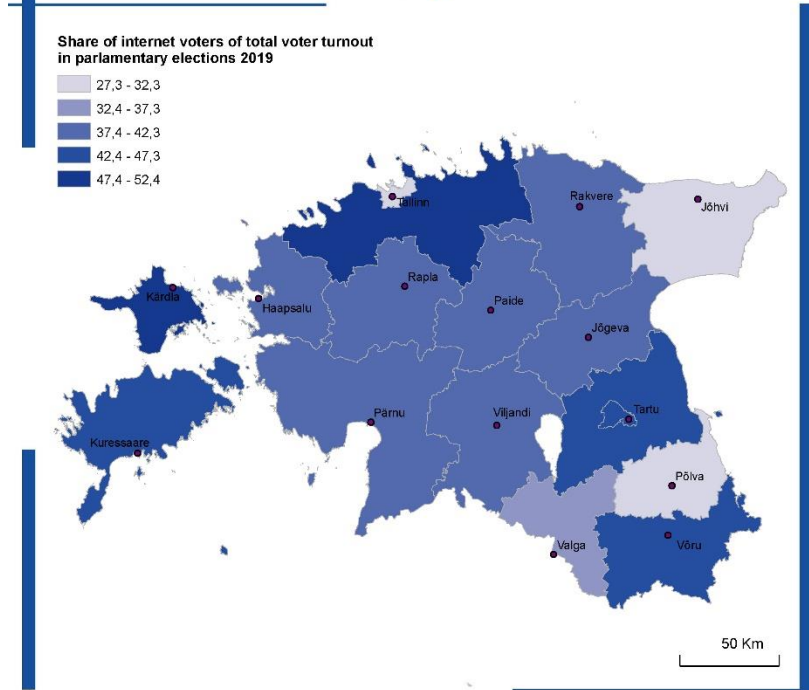 Share of internet voters of total voter turnout
in parlamentary elections 2019
27,3 - 32,3
32,4 - 37,3
37,4 - 42,3
42,4 - 47,3
47,4 - 52,4
Tallinn
Rakvere
Jõhvi
Kärdla
Haapsalu
Rapla
Paide
Jõgeva
Pärnu
Viljandi
Tartu
Kuressaare
Põlva
Valga
Võru
50 Km